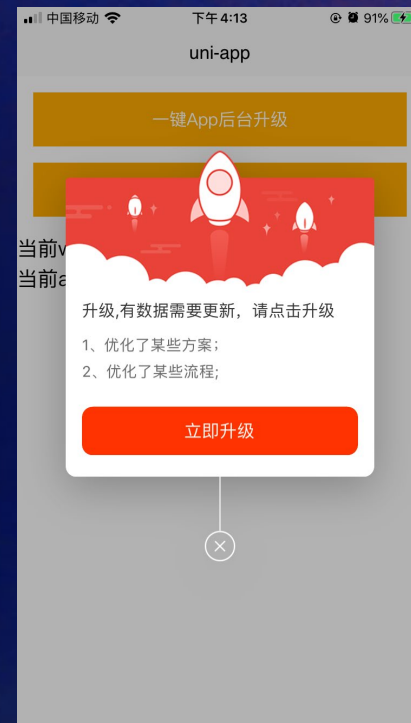 中国移动 下午4:13 91%
uni-app
一键App后台升级
当前
当前a
升级,有数据需要更新，请点击升级
1、优化了某些方案；
2、优化了某些流程;
立即升级